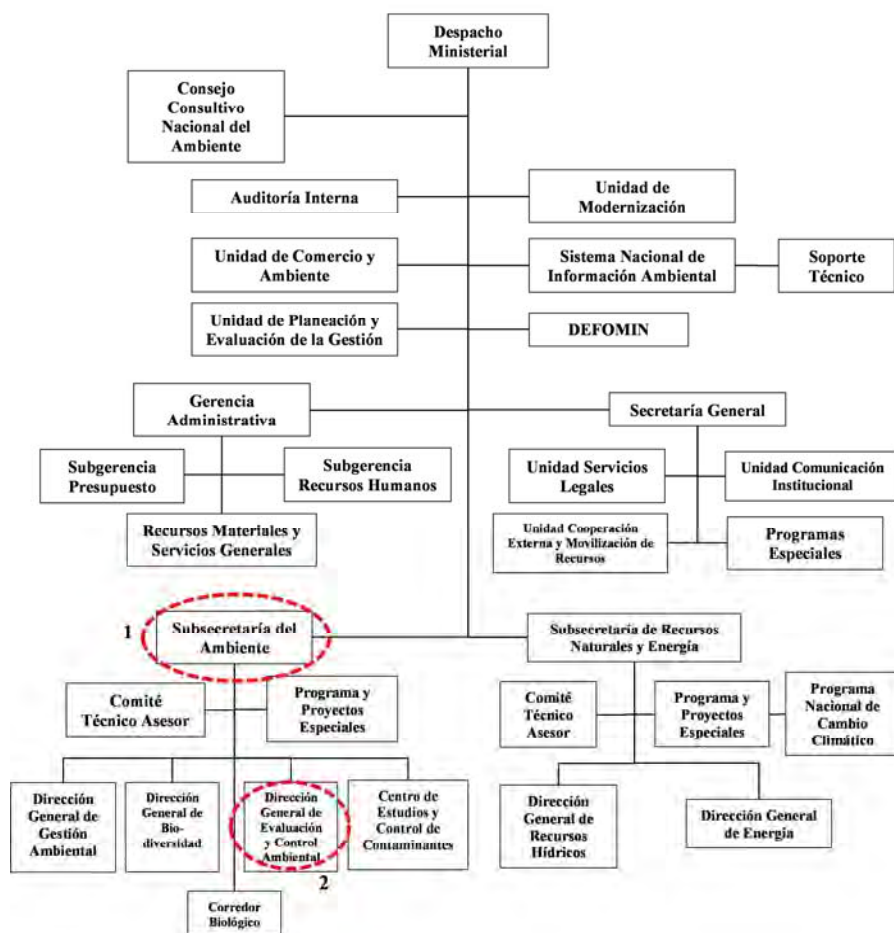 Despacho
Ministerial
Consejo
Consultivo
Nacional del
Ambiente
Auditoría Interna
Unidad de
Modernización
Unidad de Comercio y
Ambiente
Sistema Nacional de
Información Ambiental
Soporte
Técnico
Unidad de Planeación y
Evaluación de la Gestión
DEFOMIN
Gerencia
Administrativa
Secretaría General
Subgerencia
Presupuesto
Subgerencia
Recursos Humanos
Unidad Servicios
Legales
Unidad Comunicación
Institucional
Recursos Materiales y
Servicios Generales
Unidad Cooperación
Externa y Movilización de
Recursos
Programas
Especiales
1
Subsecretaría del
Ambiente
Subsecretaría de Recursos
Naturales y Energía
Comité
Técnico Asesor
Programa y
Proyectos
Especiales
Comité
Técnico
Asesor
Programa y
Proyectos
Especiales
Programa
Nacional de
Cambio
Climático
Dirección
General de
Gestión
Ambiental
Dirección
General de Bio-
diversidad
Dirección
General de
Evaluación
y Control
Ambiental
Centro de
Estudios y
Control de
Contaminantes
Dirección
General de
Recursos
Hídricos
Dirección General
de Energía
2
Corredor
Biológico